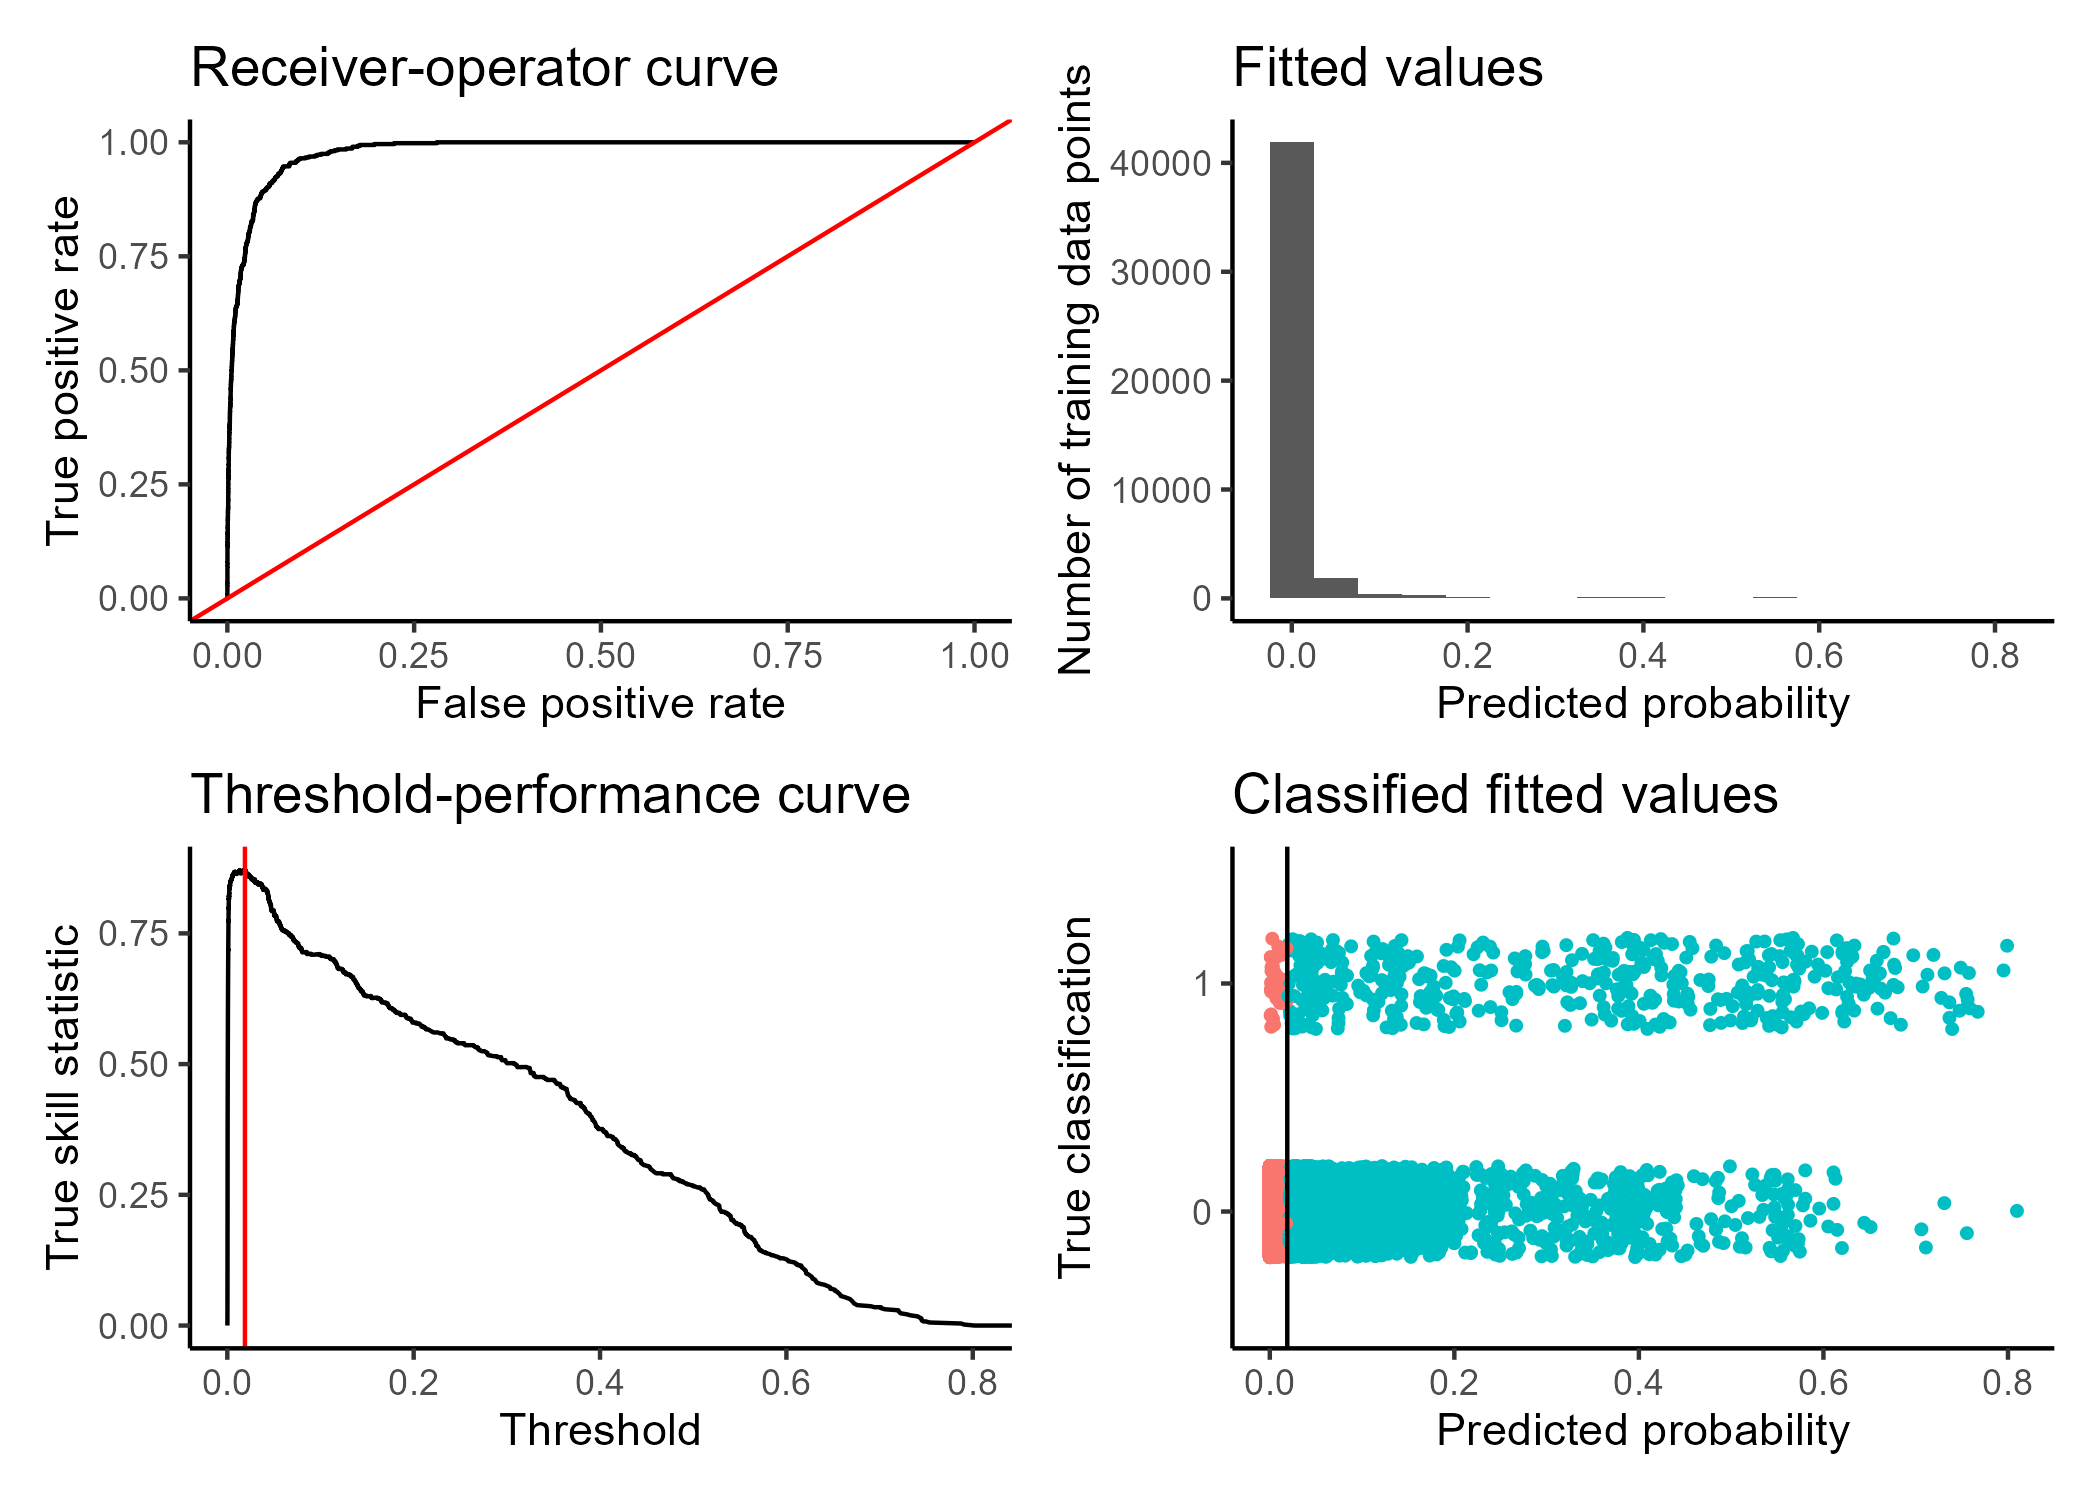 Receiver-operator curve
True positive rate
1.00
0.75
0.50
0.25
0.00
0.00 0.25 0.50 0.75 1.00
False positive rate
Fitted values
Number of training data points
40000
30000
20000
10000
0
0.0 0.2 0.4 0.6 0.8
Predicted probability
Threshold-performance curve
True skill statistic
0.75
0.50
0.25
0.00
0.0 0.2 0.4 0.6 0.8
Threshold
Classified fitted values
True classification
1
0
0.0 0.2 0.4 0.6 0.8
Predicted probability